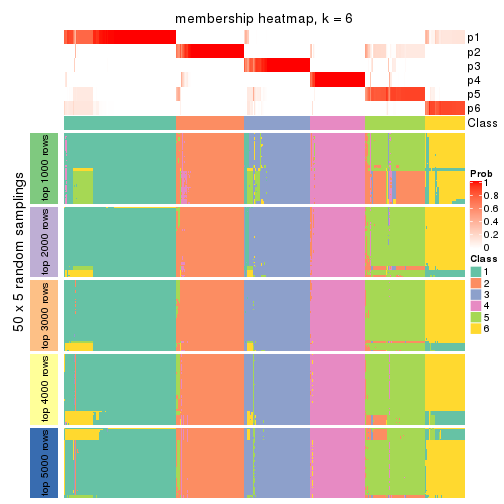 membership heatmap, k = 6
p1
p2
p3
p4
p5
p6
Class
50 x 5 random samplings
top 1000 rows
top 2000 rows
top 3000 rows
top 4000 rows
top 5000 rows
Prob
1
0.8
0.6
0.4
0.2
0
Class
1
2
3
4
5
6